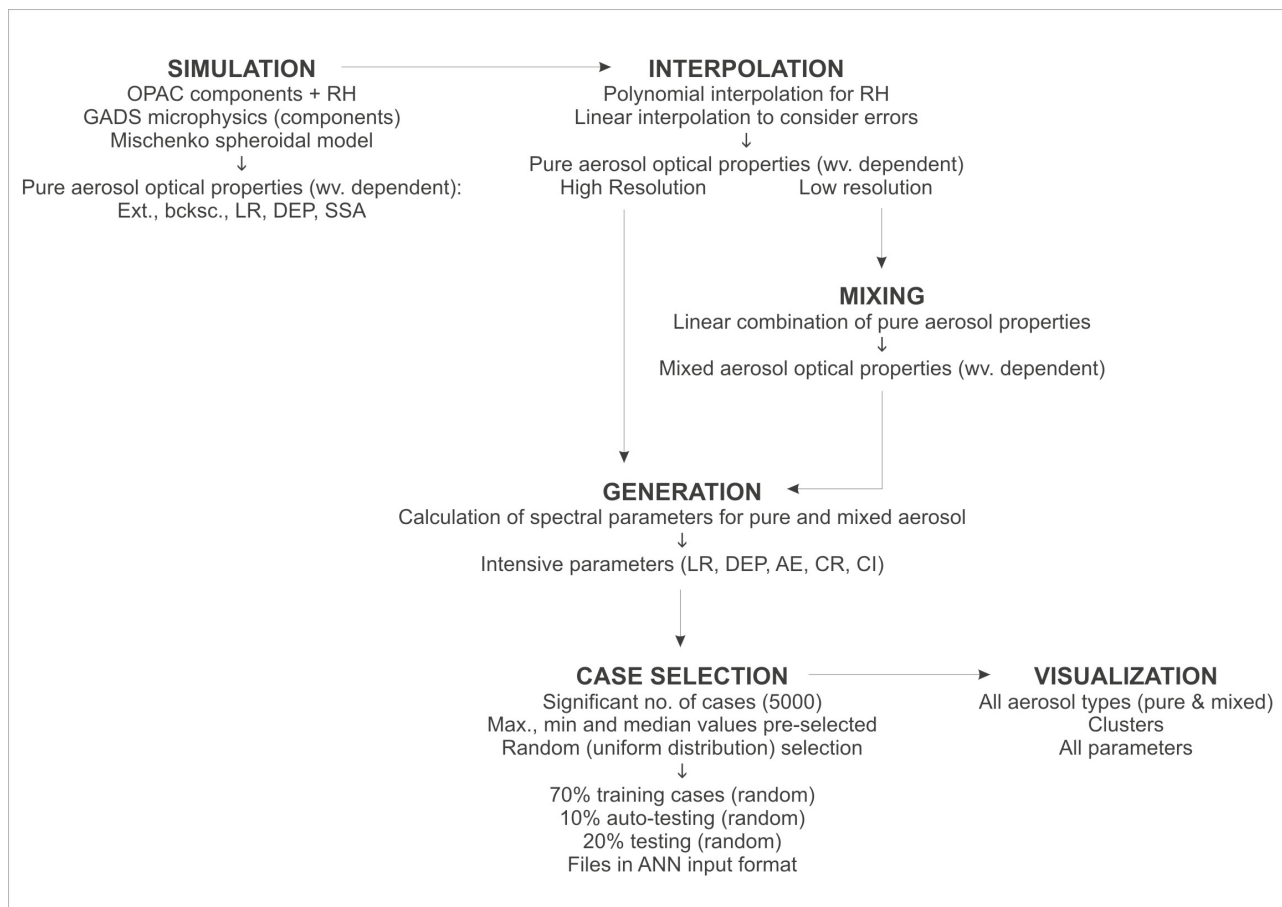 SIMULATION
OPAC components + RH
GADS microphysics (components)
Mischenko spheroidal model
↓
Pure aerosol optical properties (wv. dependent):
Ext., bcksc., LR, DEP, SSA
INTERPOLATION
Polynomial interpolation for RH
Linear interpolation to consider errors
↓
Pure aerosol optical properties (wv. dependent)
High Resolution
Low resolution
MIXING
Linear combination of pure aerosol properties
↓
Mixed aerosol optical properties (wv. dependent)
GENERATION
Calculation of spectral parameters for pure and mixed aerosol
↓
Intensive parameters (LR, DEP, AE, CR, CI)
CASE SELECTION
Significant no. of cases (5000)
Max., min and median values pre-selected
Random (uniform distribution) selection
↓
70% training cases (random)
10% auto-testing (random)
20% testing (random)
Files in ANN input format
VISUALIZATION
All aerosol types (pure & mixed)
Clusters
All parameters